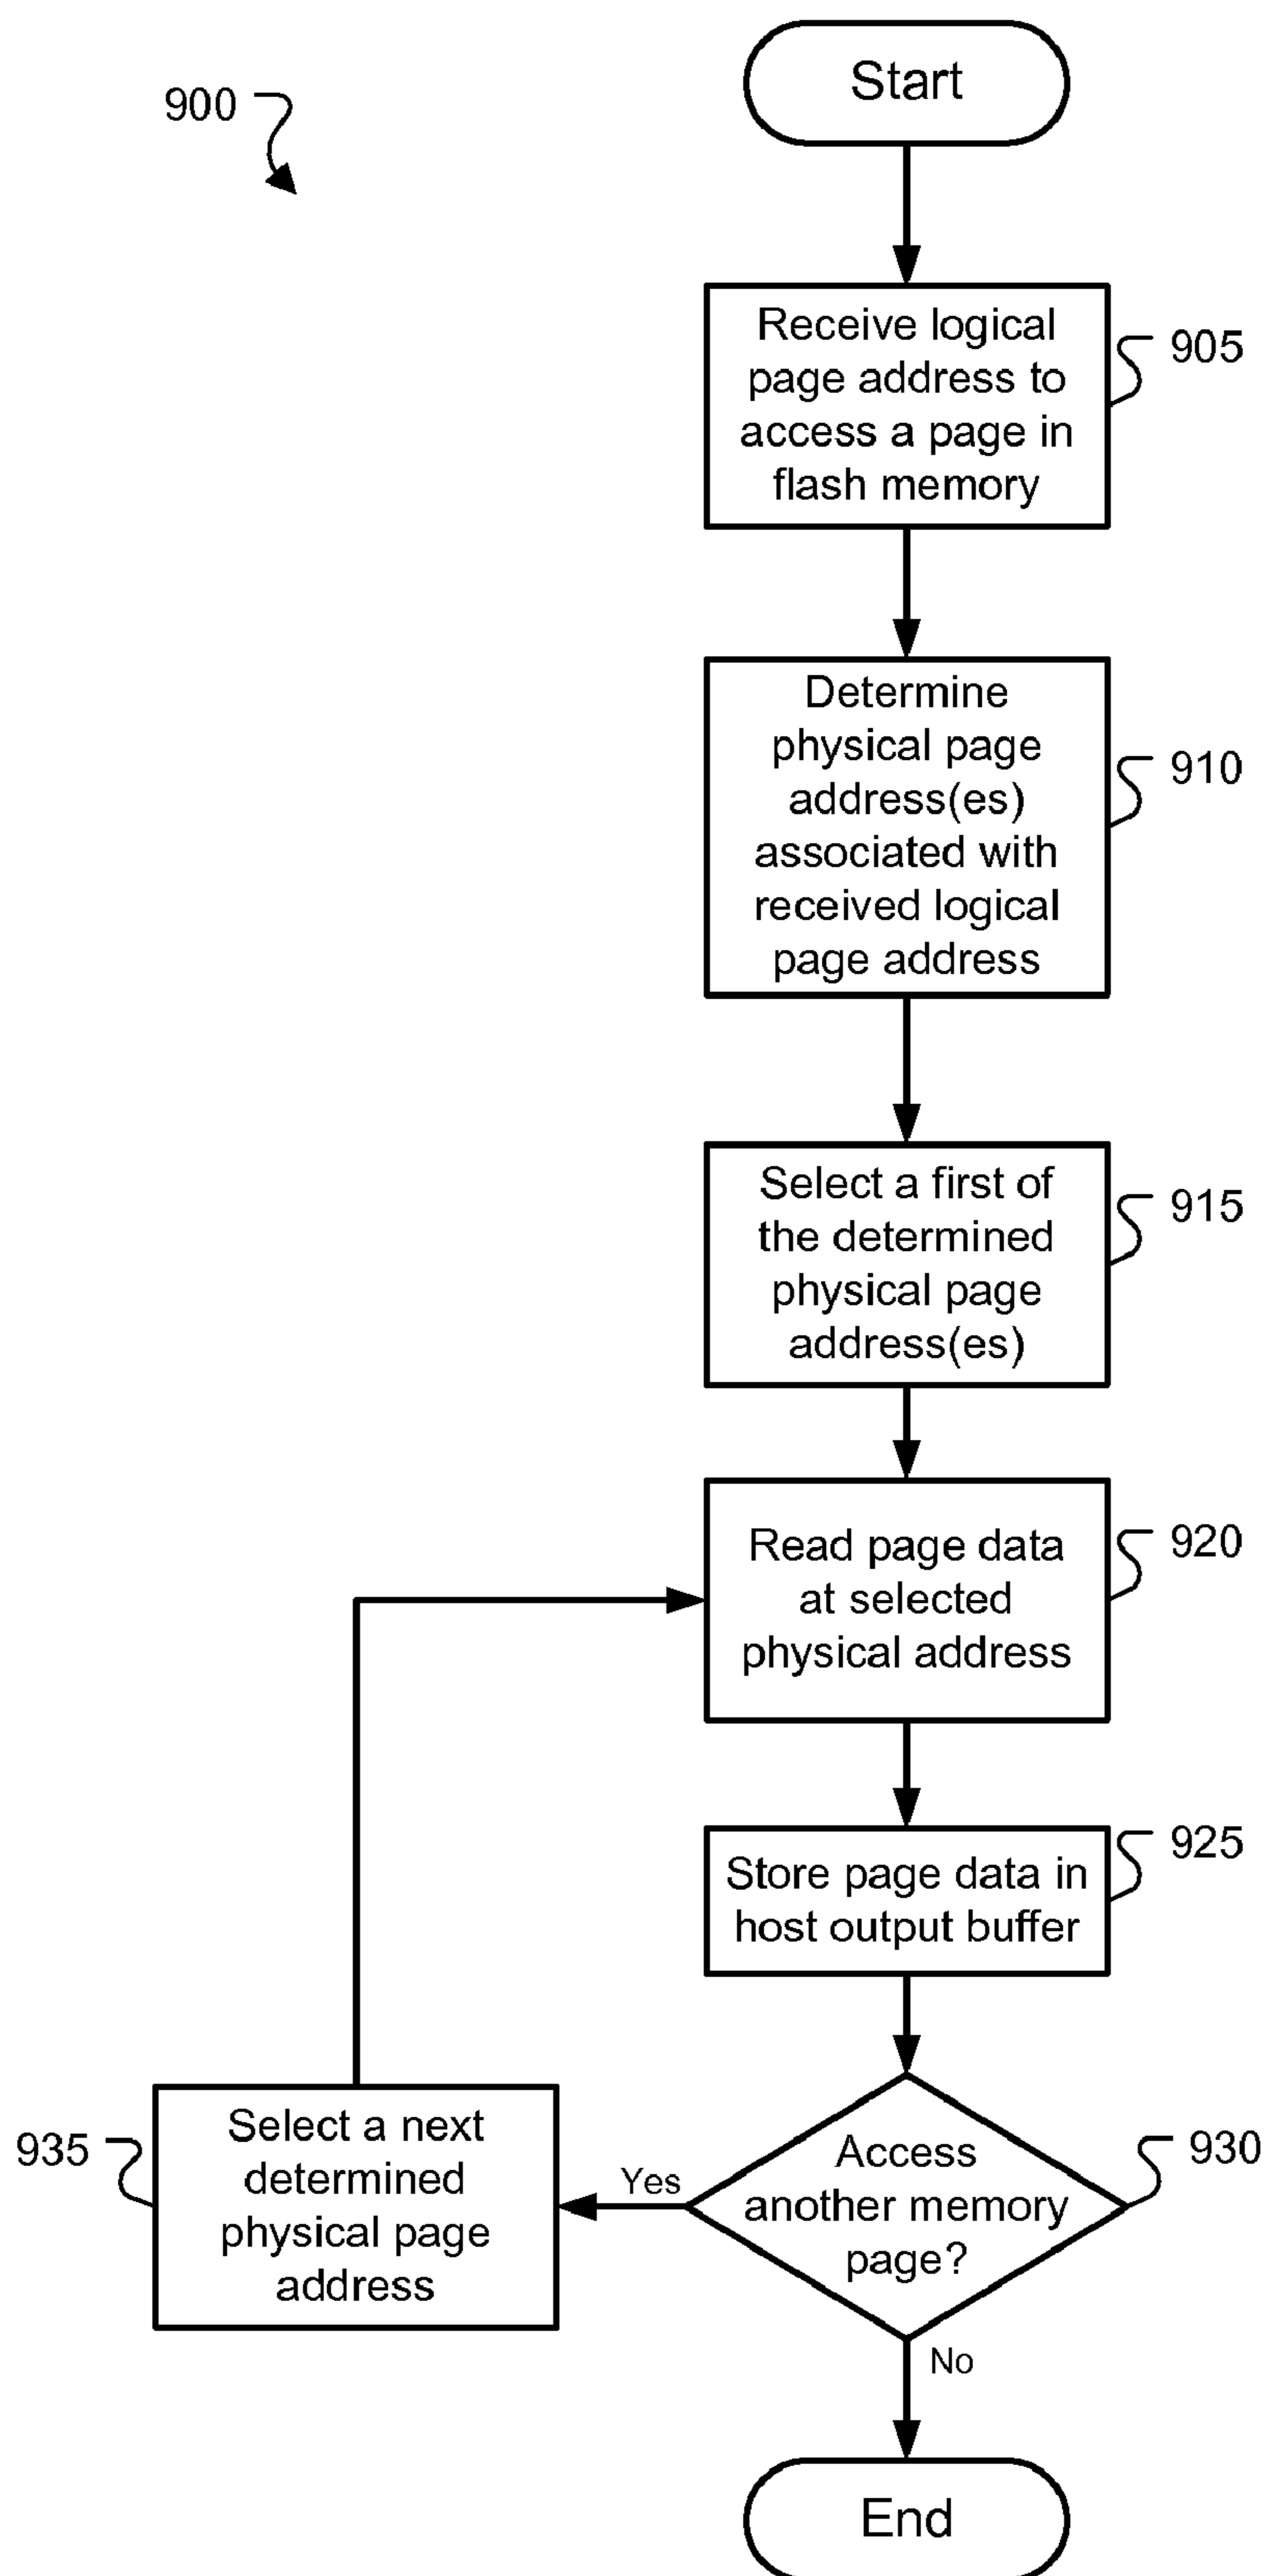 Start
900
Receive logical
page address to
access a page in
flash memory
905
Determine
physical page
address(es)
associated with
received logical
page address
910
Select a first of
the determined
physical page
address(es)
915
Read page data
at selected
physical address
920
Store page data in
host output buffer
925
Access
another memory
page?
930
Yes
Select a next
determined
physical page
address
935
No
End